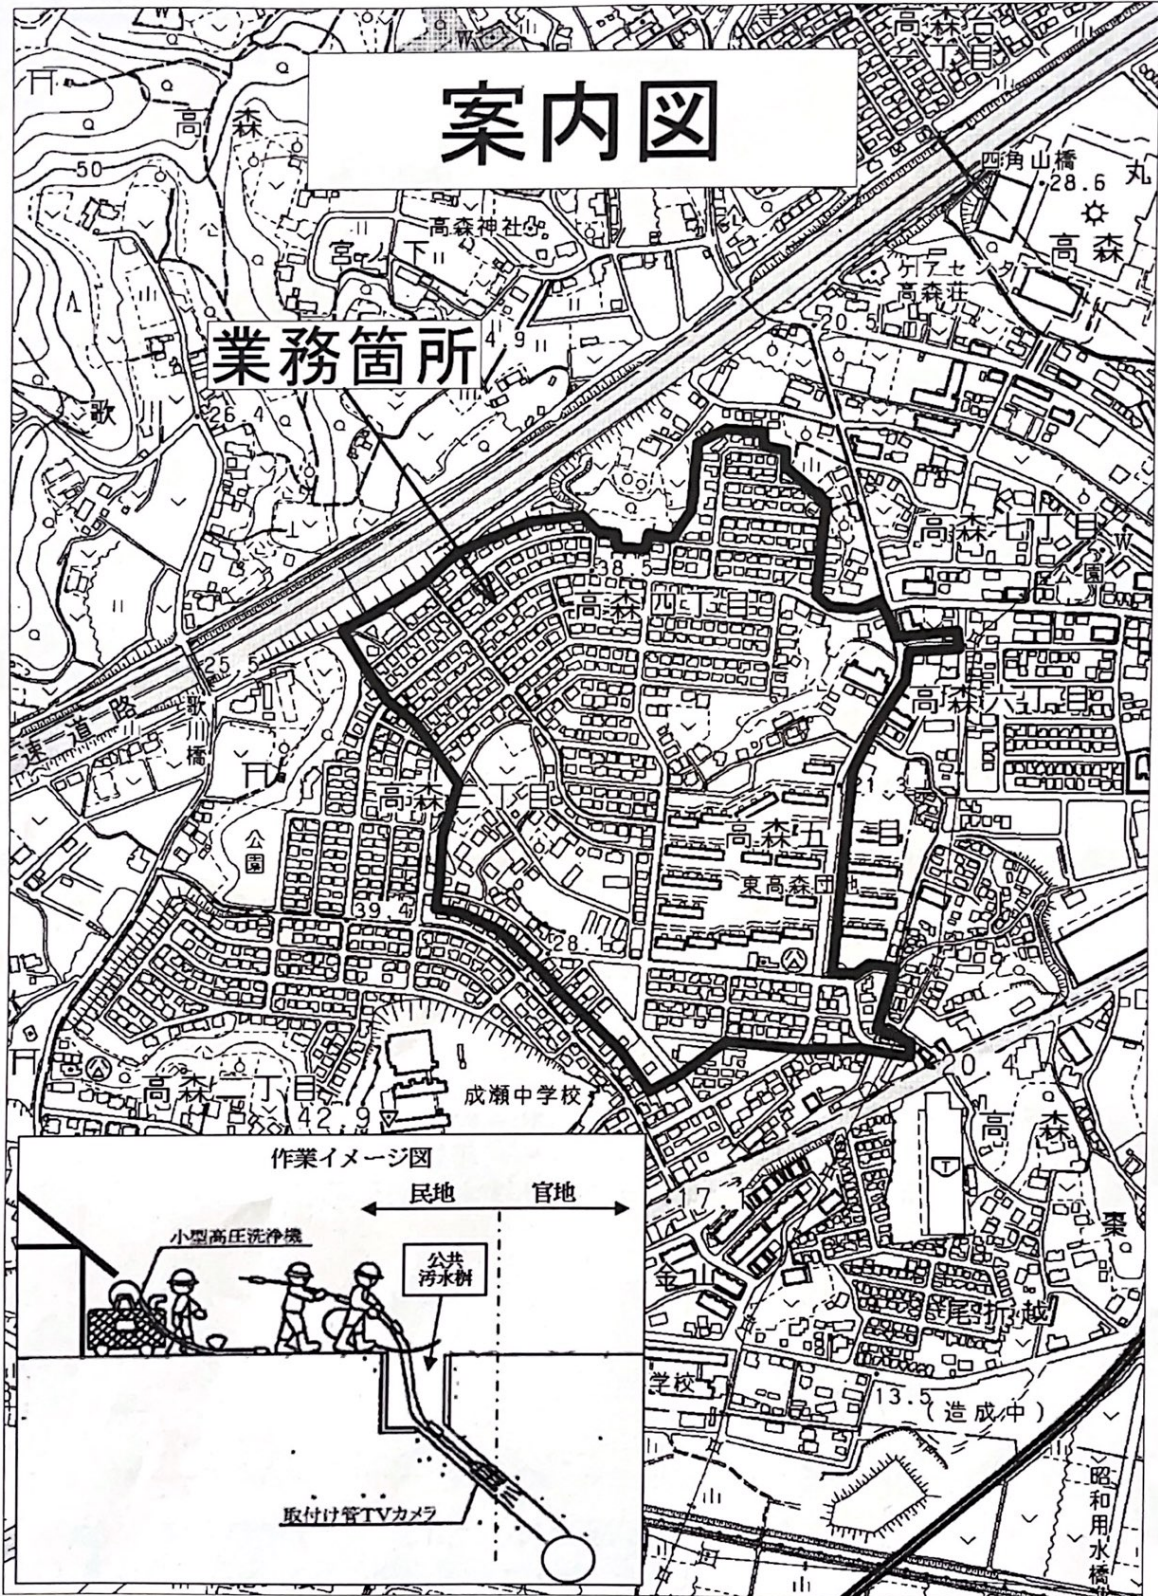 案内図
業務箇所
高森台
一丁目
W
W
高森
50
四角山橋
28.6
丸
高森
高森神社
宮ノ下
ケアセンター
高森荘
4.9
歌川
26.4
高森七丁目
W
公園
38.5
高森四丁目
25.5
歌川橋
速道路
高森六丁目
高森三丁目
公園
高森五丁目
東高森団地
39.4
28.1
高森二丁目
42.9
成瀬中学校
高森
17.1
尾折越
学校
13.5
(造成中)
昭和用水橋
作業イメージ図
民地
官地
小型高圧洗浄機
公共
汚水桝
取付け管TVカメラ